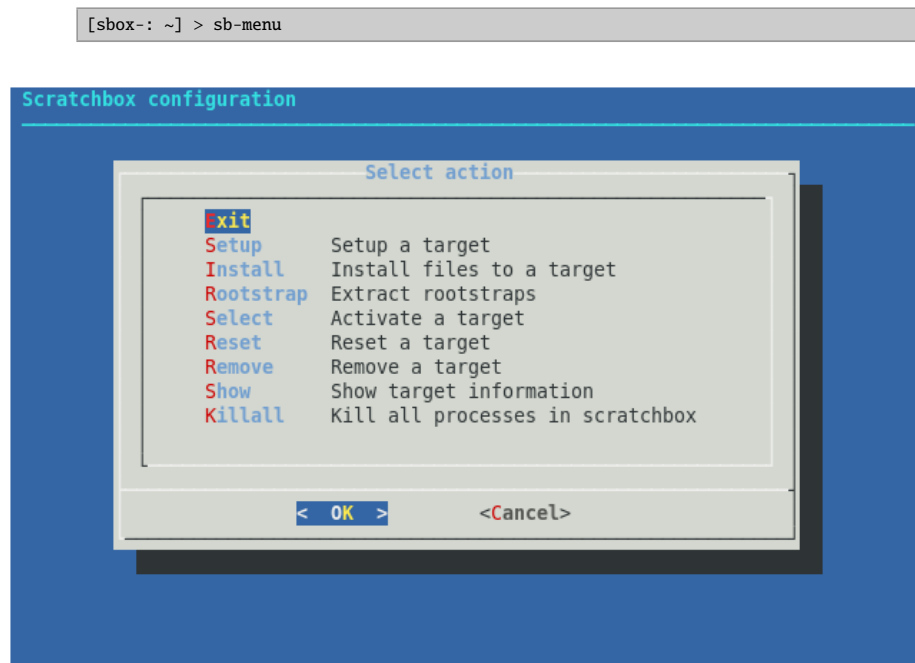 [sbox-: ~] > sb-menu
Scratchbox configuration
Select action
Exit
Setup Setup a target
Install Install files to a target
Rootstrap Extract rootstraps
Select Activate a target
Reset Reset a target
Remove Remove a target
Show Show target information
Killall Kill all processes in scratchbox
< OK > <Cancel>